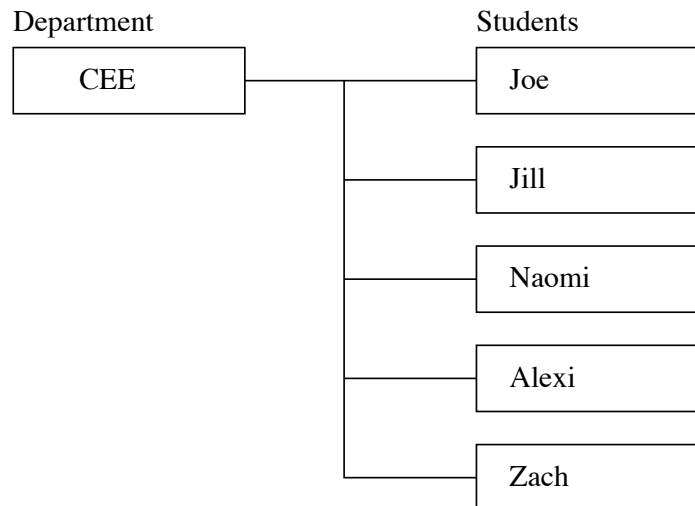 Department
Students
CEE
Joe
Jill
Naomi
Alexi
Zach